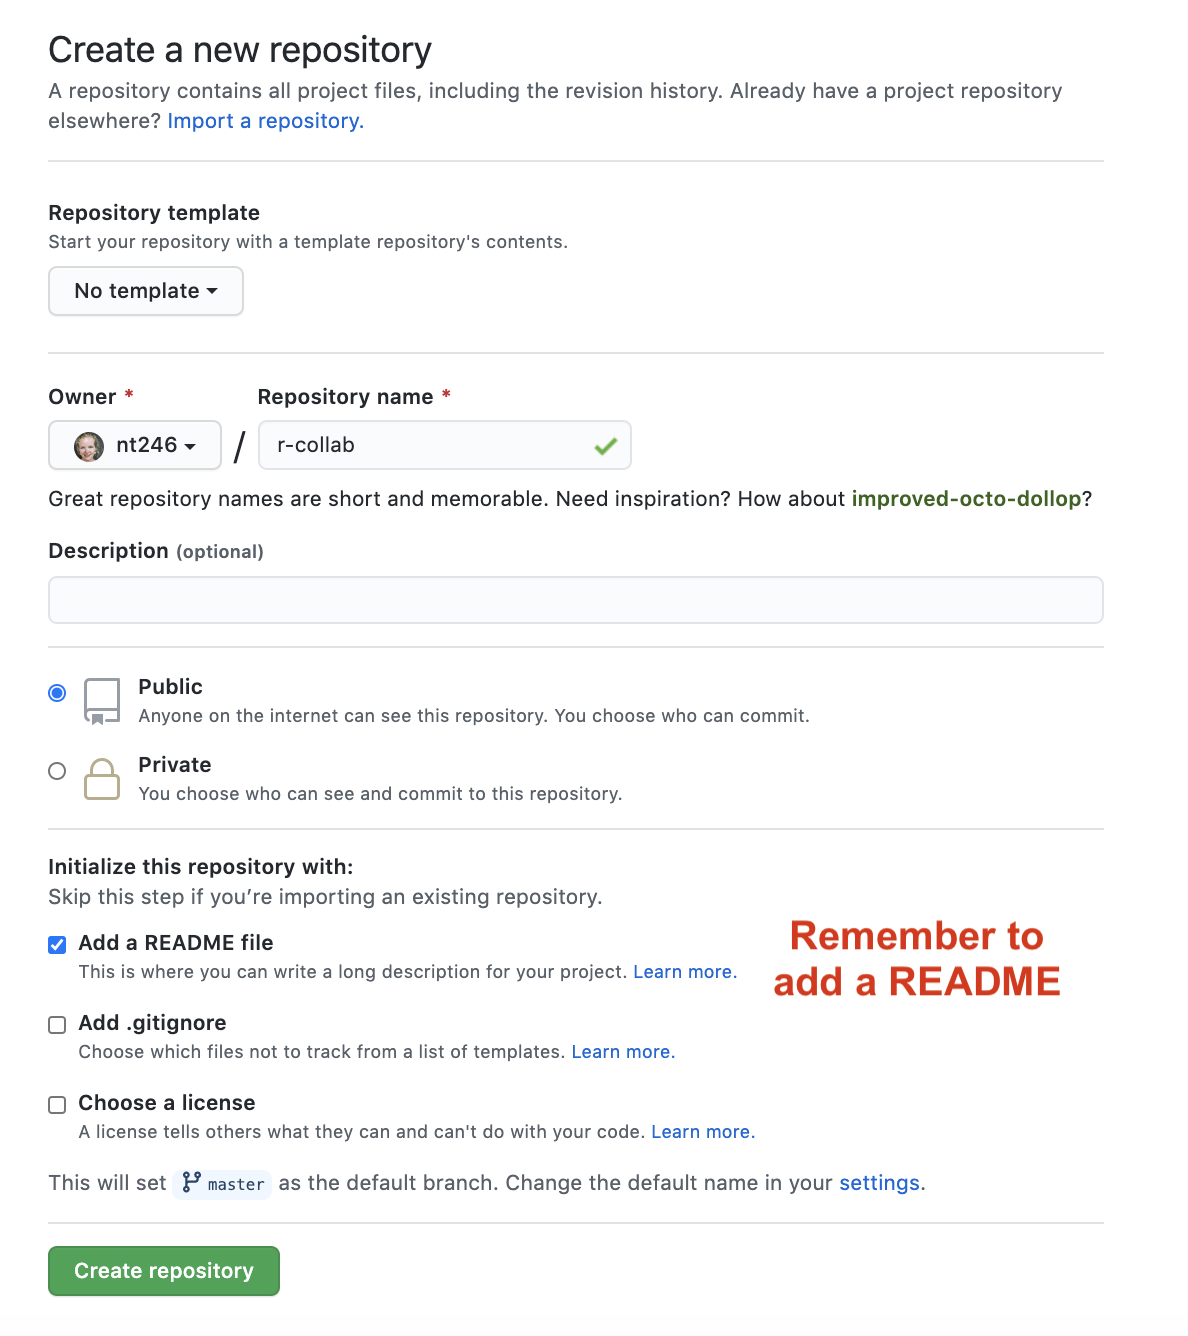 Create a new repository
A repository contains all project files, including the revision history. Already have a project repository
elsewhere? Import a repository.
Repository template
Start your repository with a template repository's contents.
No template
Owner *
Repository name *
nt246
/
r-collab
Great repository names are short and memorable. Need inspiration? How about improved-octo-dollop?
Description (optional)
Public
Anyone on the internet can see this repository. You choose who can commit.
Private
You choose who can see and commit to this repository.
Initialize this repository with:
Skip this step if you’re importing an existing repository.
Add a README file
This is where you can write a long description for your project. Learn more.
Remember to
add a README
Add .gitignore
Choose which files not to track from a list of templates. Learn more.
Choose a license
A license tells others what they can and can't do with your code. Learn more.
This will set master as the default branch. Change the default name in your settings.
Create repository